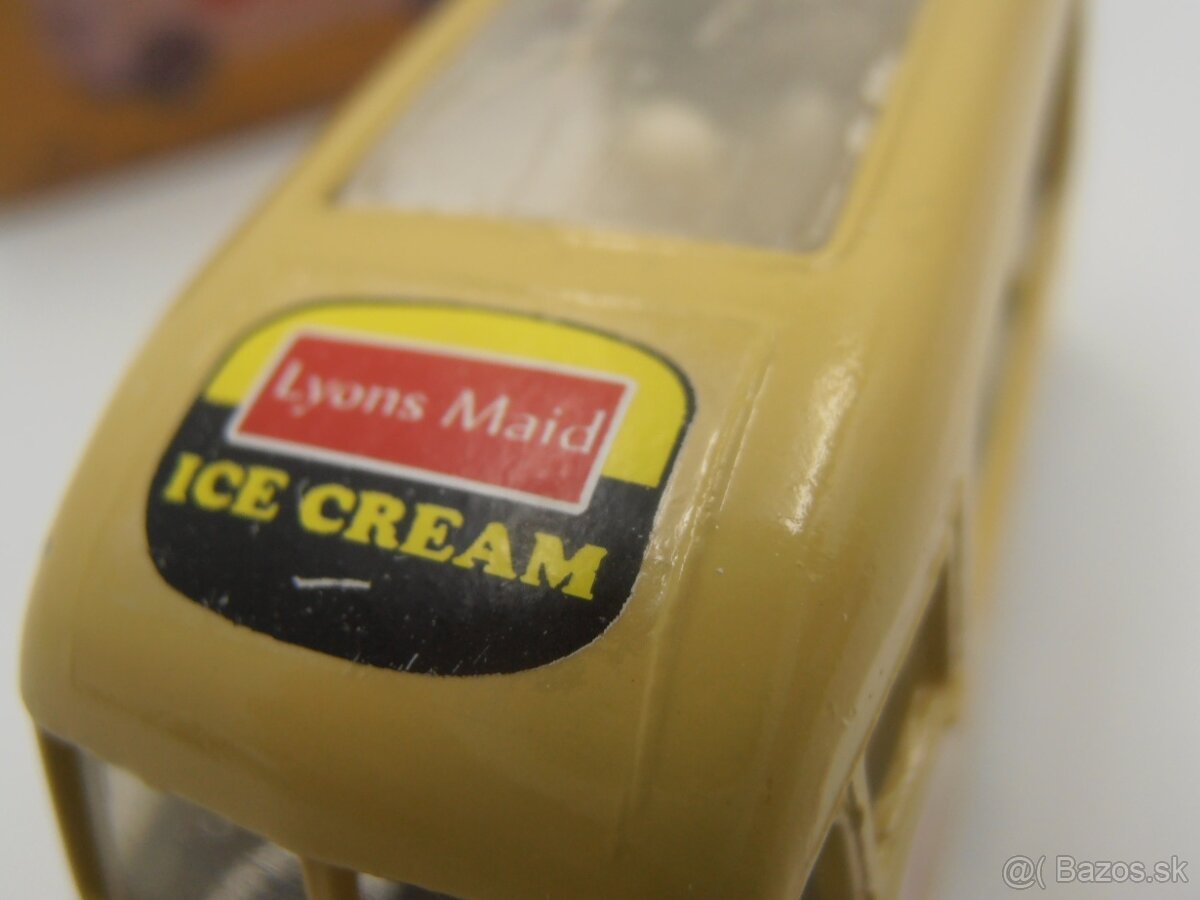 Lyons Maid
ICE CREAM
@( Bazos.sk